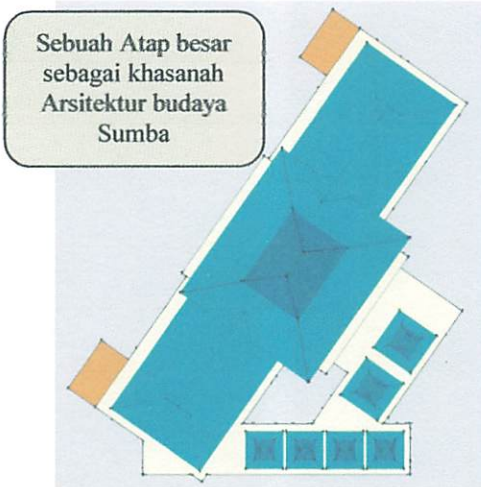 Sebuah Atap besar
sebagai khasanah
Arsitektur budaya
Sumba